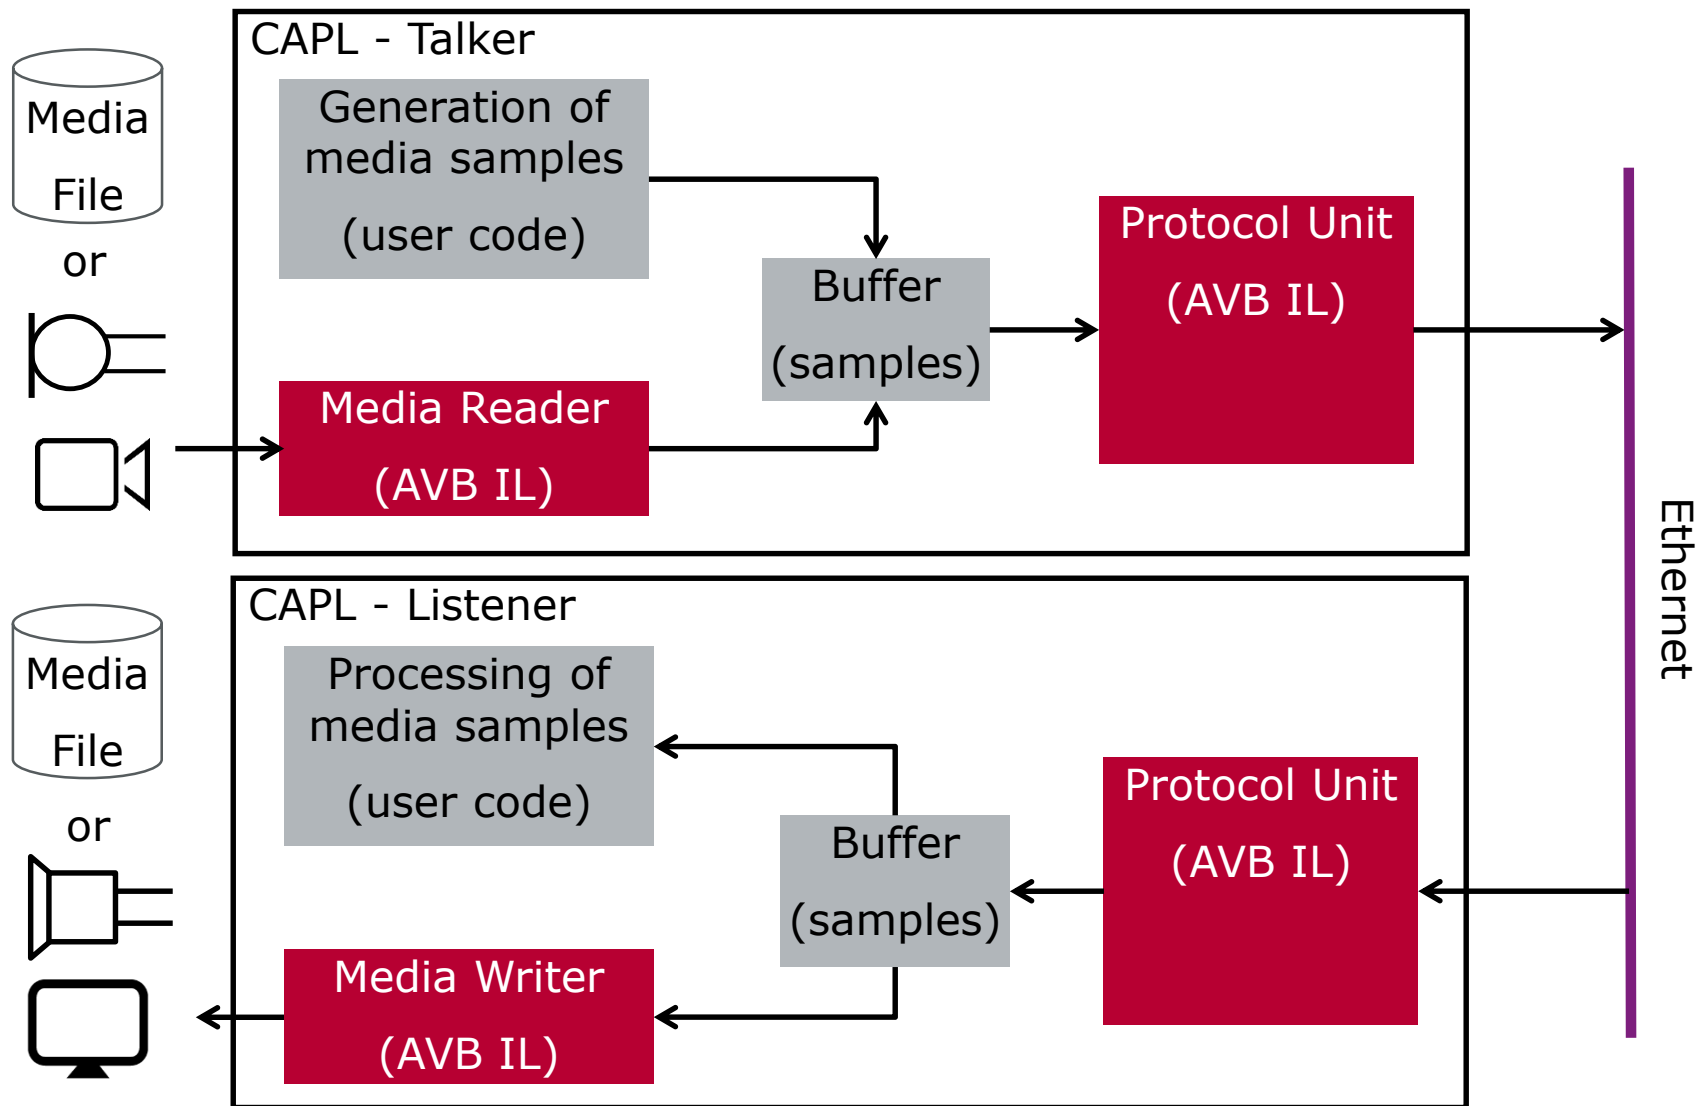 CAPL - Talker
Media
File
or
Generation of
media samples
(user code)
Media Reader
(AVB IL)
Buffer
(samples)
Protocol Unit
(AVB IL)
Ethernet
CAPL - Listener
Media
File
or
Processing of
media samples
(user code)
Media Writer
(AVB IL)
Buffer
(samples)
Protocol Unit
(AVB IL)